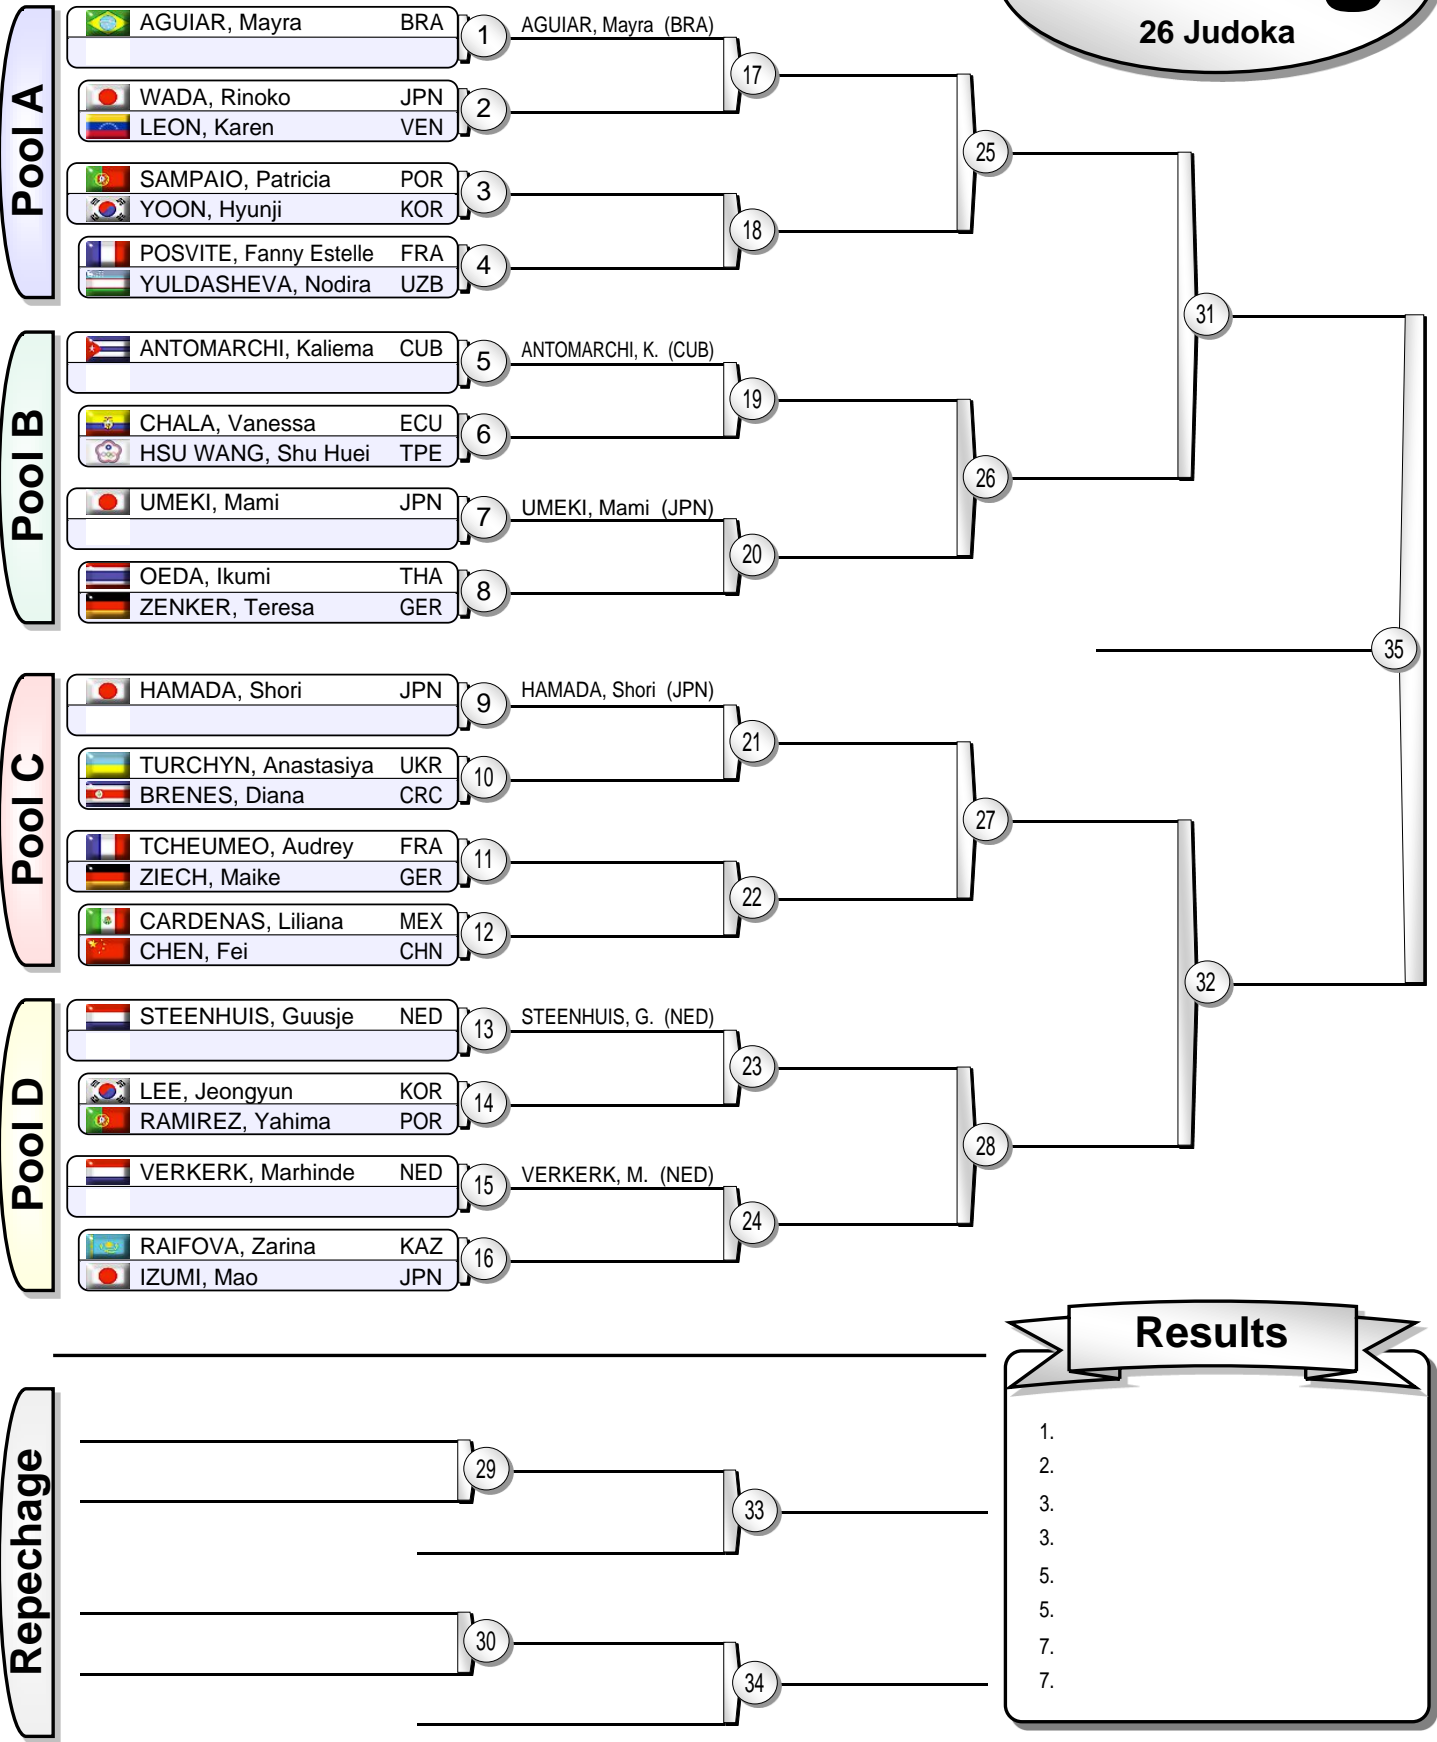 26 Judoka
Pool A
AGUIAR, Mayra BRA
1
AGUIAR, Mayra (BRA)
17
WADA, Rinoko JPN
2
LEON, Karen VEN
25
SAMPAIO, Patricia POR
3
YOON, Hyunji KOR
18
POSVITE, Fanny Estelle FRA
4
YULDASHEVA, Nodira UZB
31
Pool B
ANTOMARCHI, Kaliema CUB
5
ANTOMARCHI, K. (CUB)
19
CHALA, Vanessa ECU
6
HSU WANG, Shu Huei TPE
26
UMEKI, Mami JPN
7
UMEKI, Mami (JPN)
20
OEDA, Ikumi THA
8
ZENKER, Teresa GER
35
Pool C
HAMADA, Shori JPN
9
HAMADA, Shori (JPN)
21
TURCHYN, Anastasiya UKR
10
BRENES, Diana CRC
27
TCHEUMEO, Audrey FRA
11
ZIECH, Maike GER
22
CARDENAS, Liliana MEX
12
CHEN, Fei CHN
32
Pool D
STEENHUIS, Guusje NED
13
STEENHUIS, G. (NED)
23
LEE, Jeongyun KOR
14
RAMIREZ, Yahima POR
28
VERKERK, Marhinde NED
15
VERKERK, M. (NED)
24
RAIFOVA, Zarina KAZ
16
IZUMI, Mao JPN
Repechage
29
33
30
34
Results
1.
2.
3.
3.
5.
5.
7.
7.